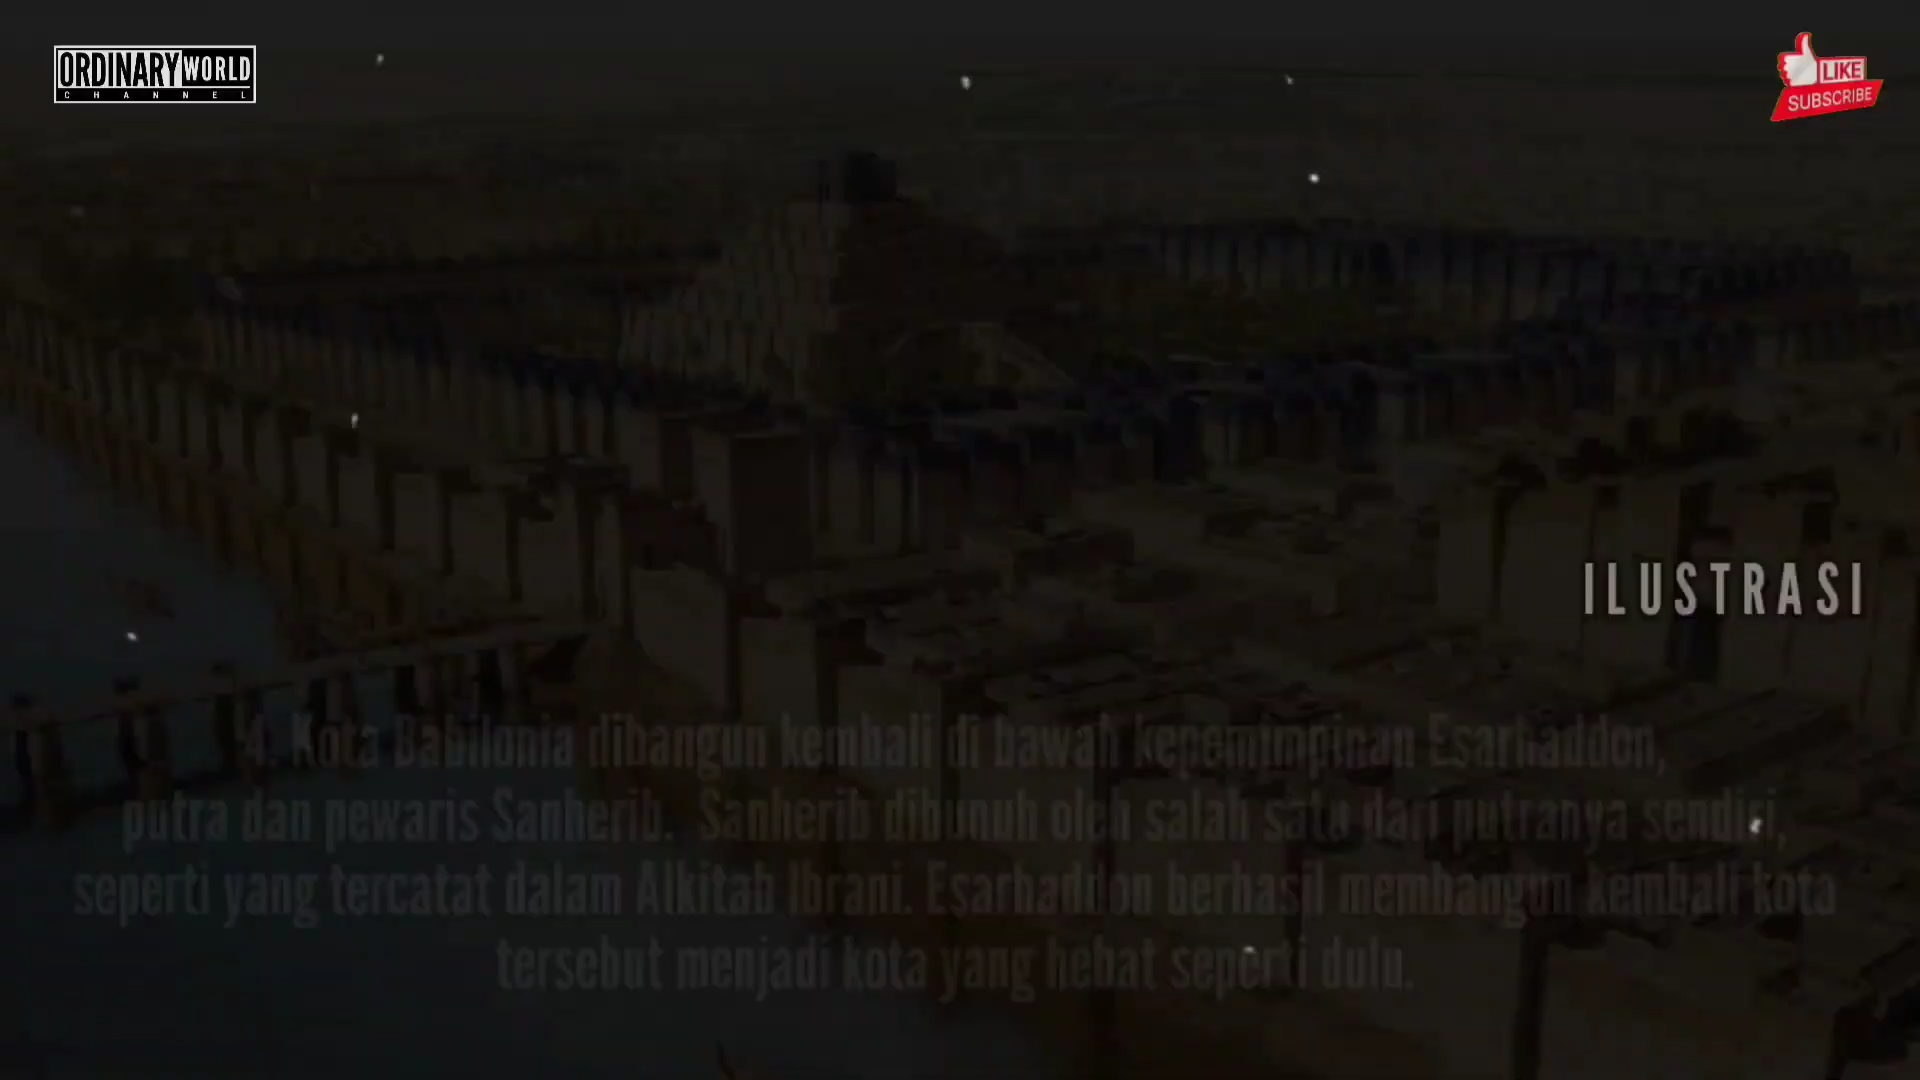 ORDINARY WORLD
CHANNEL
LIKE
SUBSCRIBE
ILUSTRASI
4. Kota Babilonia dibangun kembali di bawah kepemimpinan Esarhaddon,
putra dan pewaris Sanherib. Sanherib dibunuh oleh salah satu dari putranya sendiri,
seperti yang tercatat dalam Alkitab Ibrani. Esarhaddon berhasil membangun kembali kota
tersebut menjadi kota yang hebat seperti dulu.